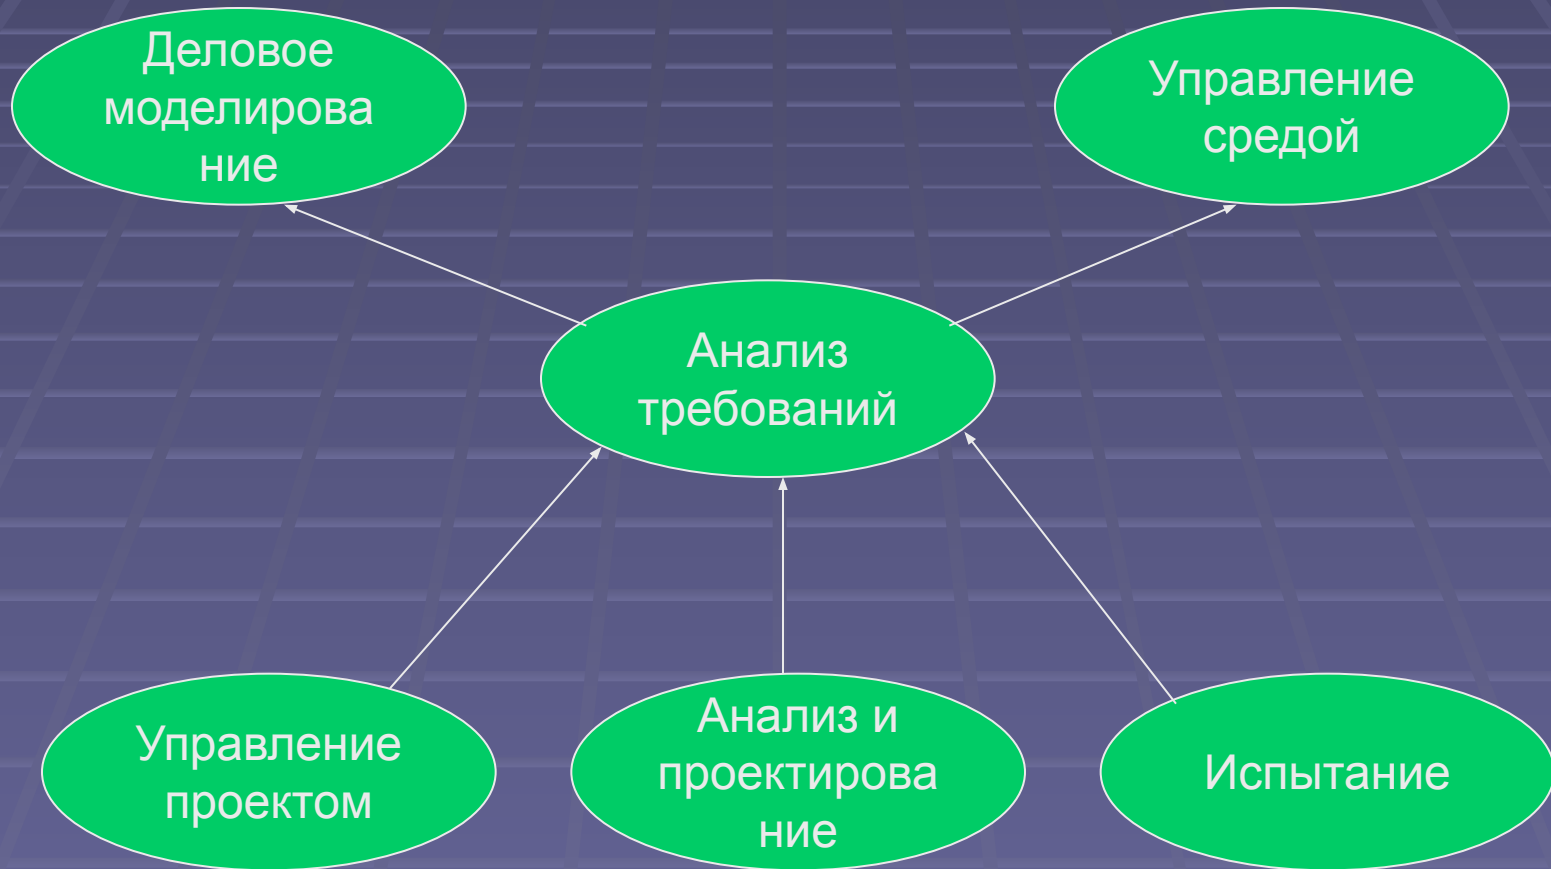 Деловое
моделирова
ние
Управление
средой
Анализ
требований
Управление
проектом
Анализ и
проектирова
ние
Испытание